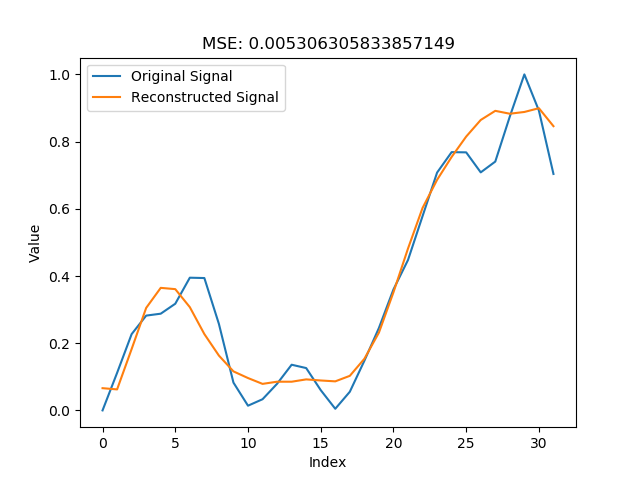 MSE: 0.005306305833857149
Original Signal
Reconstructed Signal
1.0
0.8
0.6
0.4
0.2
0.0
Value
0 5 10 15 20 25 30
Index